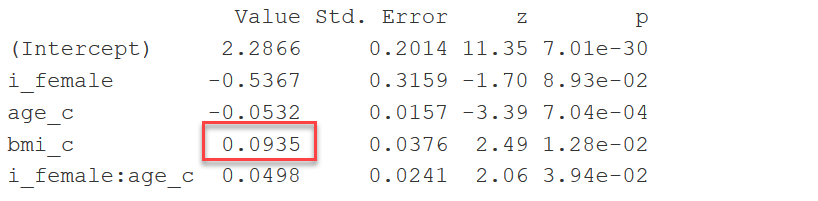 Value Std. Error z p
(Intercept) 2.2866 0.2014 11.35 7.01e-30
i_female -0.5367 0.3159 -1.70 8.93e-02
age_c -0.0532 0.0157 -3.39 7.04e-04
bmi_c 0.0935 0.0376 2.49 1.28e-02
i_female:age_c 0.0498 0.0241 2.06 3.94e-02